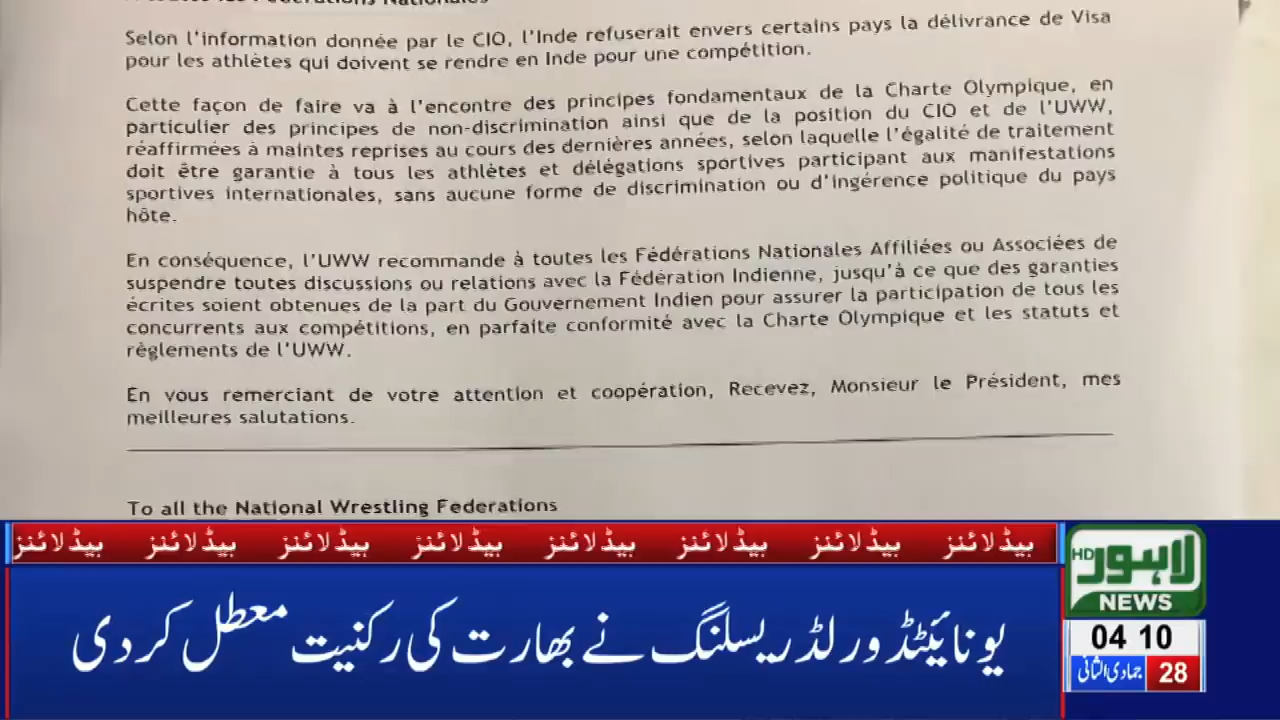 Selon l'information donnée par le CIO, l'Inde refuserait envers certains pays la délivrance de Visa
pour les athlètes qui doivent se rendre en Inde pour une compétition.
Cette façon de faire va à l'encontre des principes fondamentaux de la Charte Olympique, en
particulier des principes de non-discrimination ainsi que de la position du CIO et de l'UWW,
réaffirmées à maintes reprises au cours des dernières années, selon laquelle l'égalité de traitement
doit être garantie à tous les athlètes et délégations sportives participant aux manifestations
sportives internationales, sans aucune forme de discrimination ou d'ingérence politique du pays
hôte.
En conséquence, l'UWW recommande à toutes les Fédérations Nationales Affiliées ou Associées de
suspendre toutes discussions ou relations avec la Fédération Indienne, jusqu'à ce que des garanties
écrites soient obtenues de la part du Gouvernement Indien pour assurer la participation de tous les
concurrents aux compétitions, en parfaite conformité avec la Charte Olympique et les statuts et
règlements de l'UWW.
En vous remerciant de votre attention et coopération, Recevez, Monsieur le Président, mes
meilleures salutations.
To all the National Wrestling Federations
ہیڈلائنز ہیڈلائنز ہیڈلائنز ہیڈلائنز ہیڈلائنز ہیڈلائنز ہیڈلائنز ہیڈلائنز
یونائیٹڈ ورلڈ ریسلنگ نے بھارت کی رکنیت معطل کر دی
لاہور HD
NEWS
04 10
جمادی الثانی 28